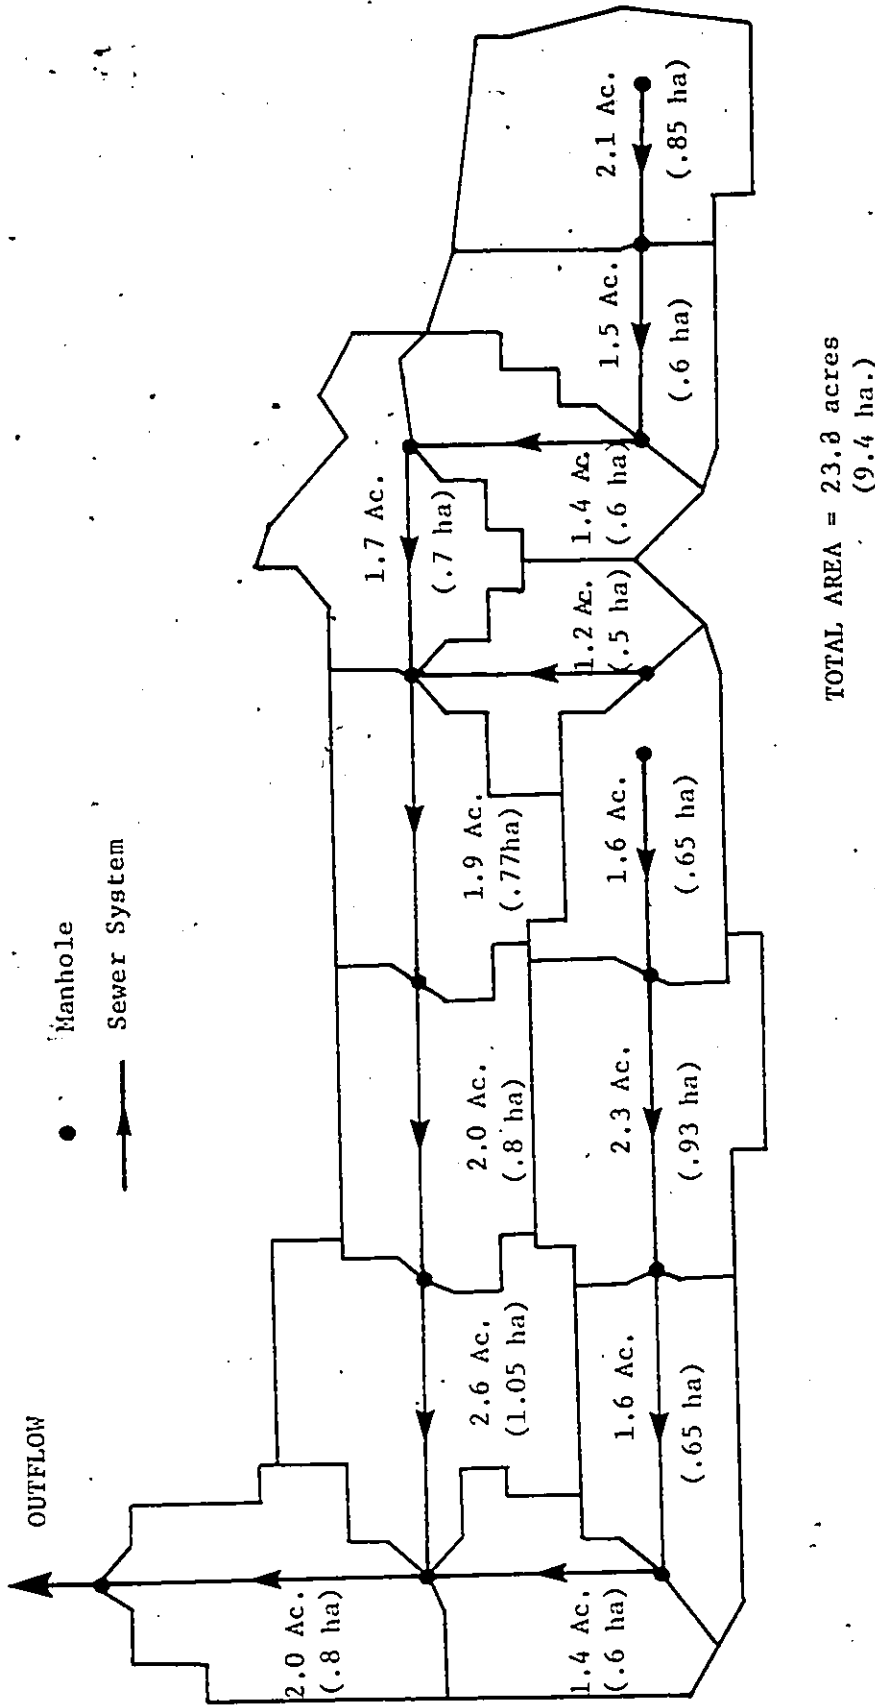 OUTFLOW
Manhole
Sewer System
2.0 Ac.
(.8 ha)
1.4 Ac.
(.6 ha)
2.6 Ac.
(1.05 ha)
1.6 Ac.
(.65 ha)
2.0 Ac.
(.8 ha)
2.3 Ac.
(.93 ha)
1.9 Ac.
(.77ha)
1.6 Ac.
(.65 ha)
1.7 Ac.
(.7 ha)
1.2 Ac.
(.5 ha)
1.4 Ac.
(.6 ha)
1.5 Ac.
(.6 ha)
2.1 Ac.
(.85 ha)
TOTAL AREA = 23.3 acres
(9.4 ha.)